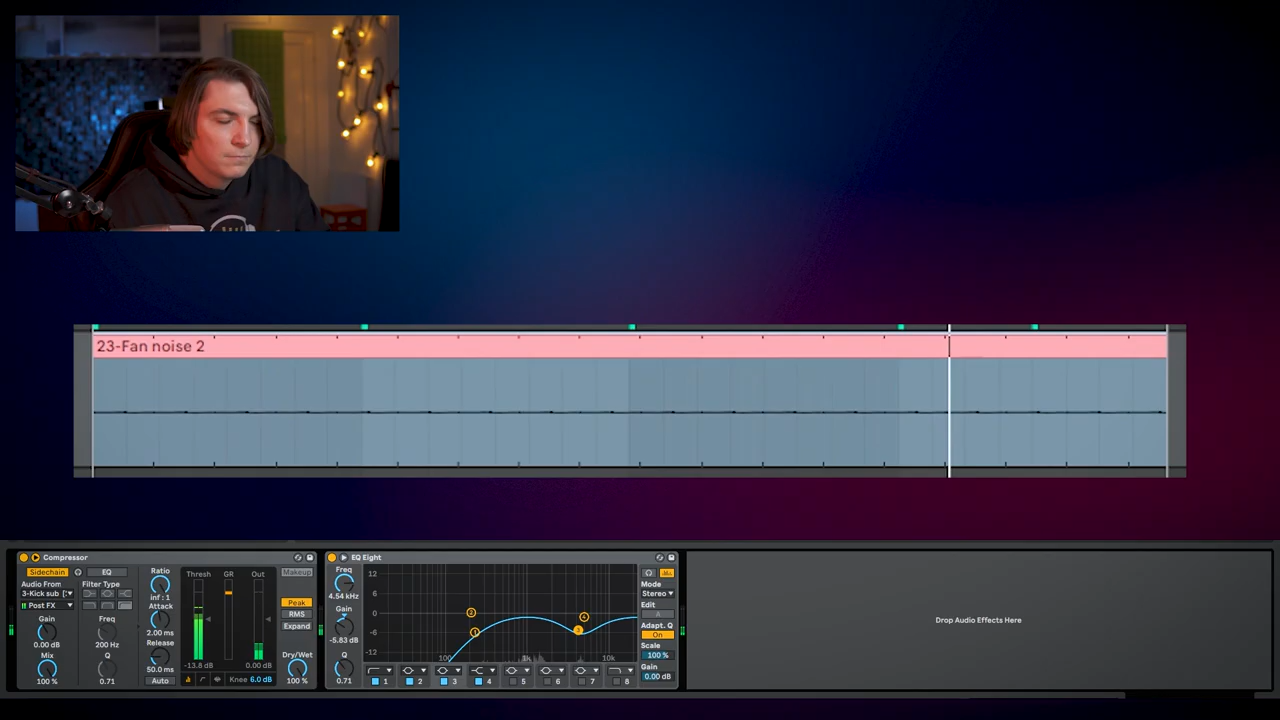 23-Fan noise 2
Compressor
Sidechain EQ
Audio From Filter Type
3-Kick sub
Post FX
Gain Freq
0.00 dB 200 Hz
Mix Q
100 % 0.71
Ratio
inf : 1
Attack
2.00 ms
Release
50.0 ms
Auto
Thresh GR Out
-13.8 dB 0.00 dB
Knee 6.0 dB
Makeup
Peak
RMS
Expand
Dry/Wet
100 %
EQ Eight
Freq
4.54 kHz
Gain
-5.83 dB
Q
0.71
12
6
0
-6
-12
100 1k 10k
2 4
1 3
1 2 3 4 5 6 7 8
Mode
Stereo
Edit
A
Adapt. Q
On
Scale
100 %
Gain
0.00 dB
Drop Audio Effects Here